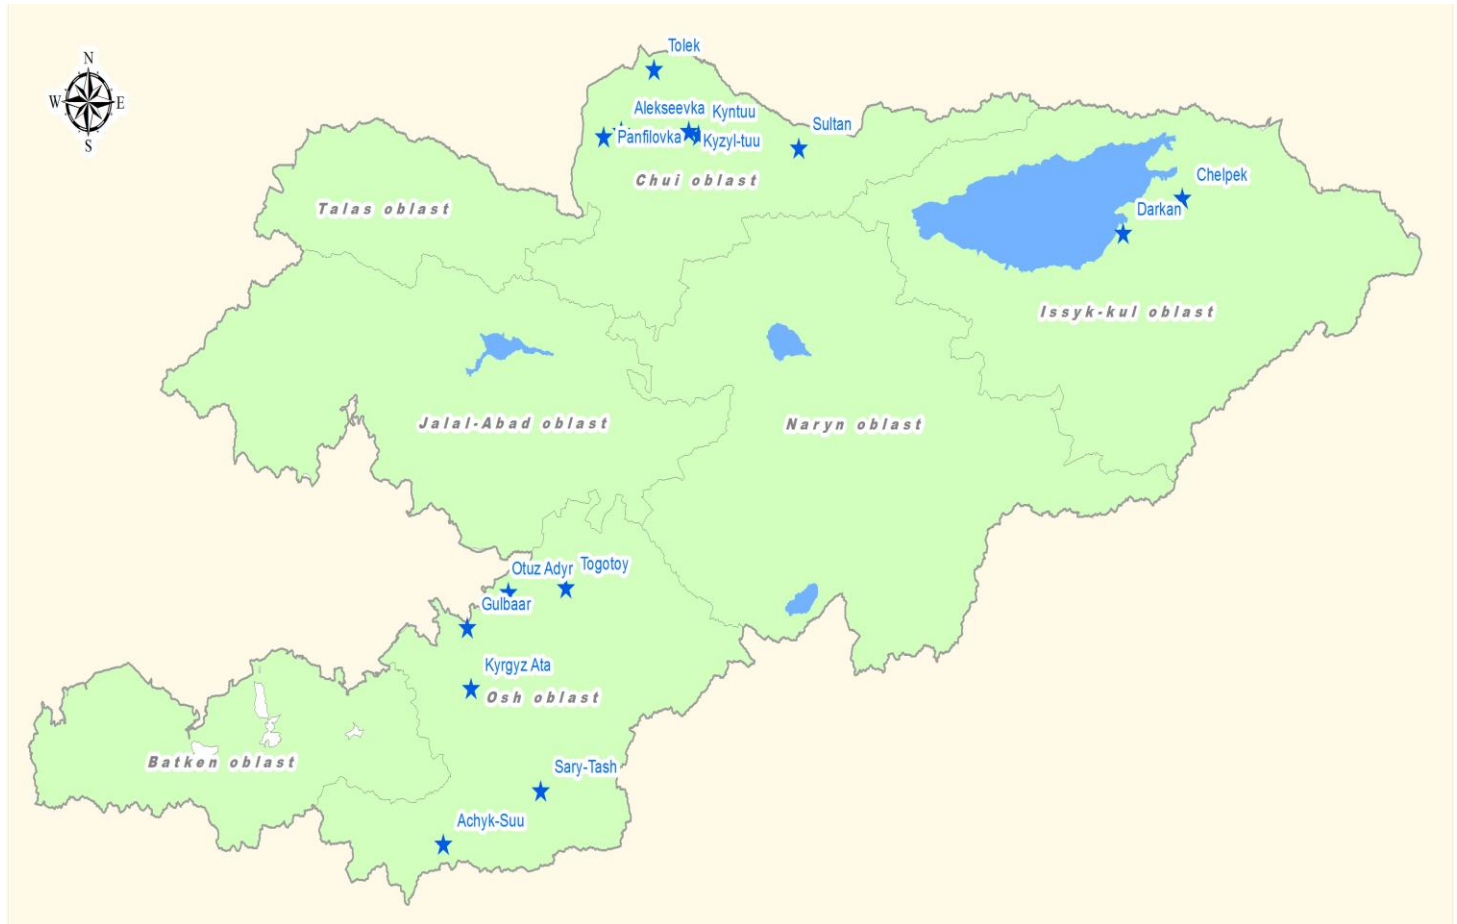 Tolek
N
W
E
S
Alekseevka
Kyntuu
Sultan
Panfilovka
Kyzyl-tuu
Chui oblast
Chelpek
Talas oblast
Darkan
Issyk-kul oblast
Jalal-Abad oblast
Naryn oblast
Otuz Adyr
Togotoy
Gulbaar
Kyrgyz Ata
Osh oblast
Batken oblast
Sary-Tash
Achyk-Suu